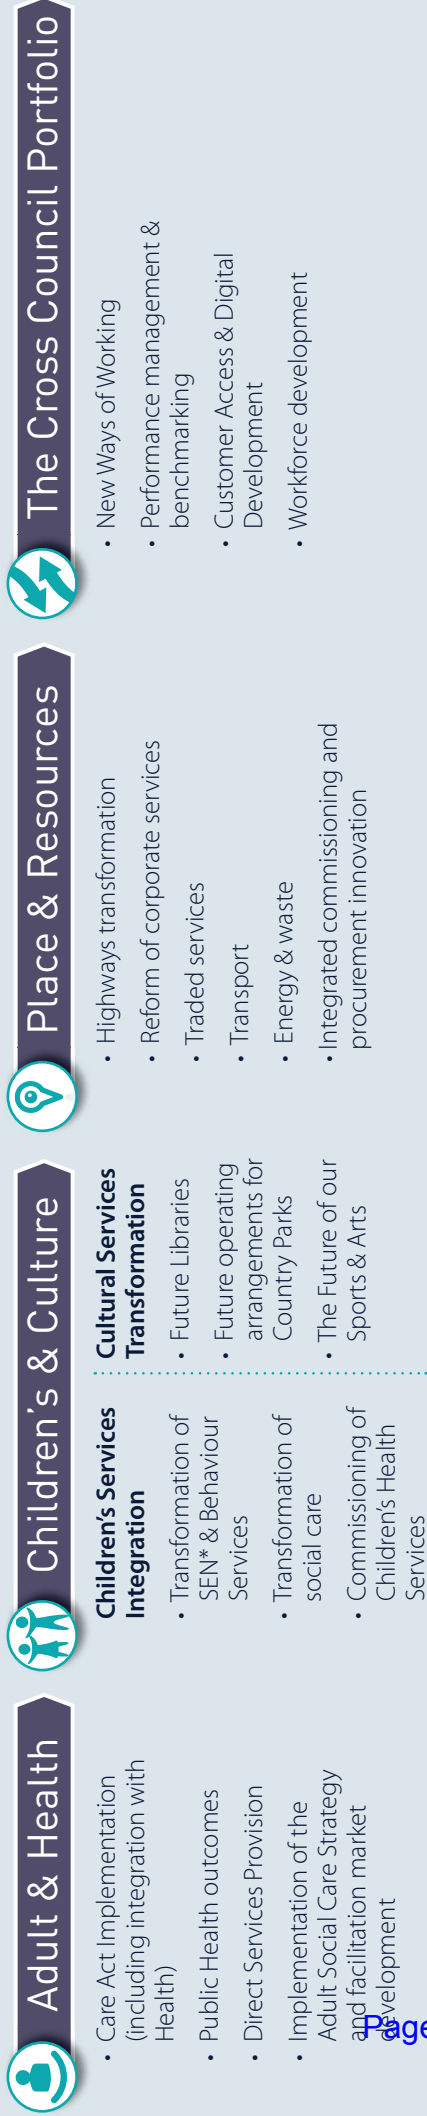 Adult & Health
• Care Act Implementation
(including integration with
Health)
• Public Health outcomes
• Direct Services Provision
• Implementation of the
Adult Social Care Strategy
and facilitation market
development
Children's & Culture
Children's Services
Integration
• Transformation of
SEN* & Behaviour
Services
• Transformation of
social care
• Commissioning of
Children's Health
Services
Cultural Services
Transformation
• Future Libraries
• Future operating
arrangements for
Country Parks
• The Future of our
Sports & Arts
Place & Resources
• Highways transformation
• Reform of corporate services
• Traded services
• Transport
• Energy & waste
• Integrated commissioning and
procurement innovation
The Cross Council Portfolio
• New Ways of Working
• Performance management &
benchmarking
• Customer Access & Digital
Development
• Workforce development
Page